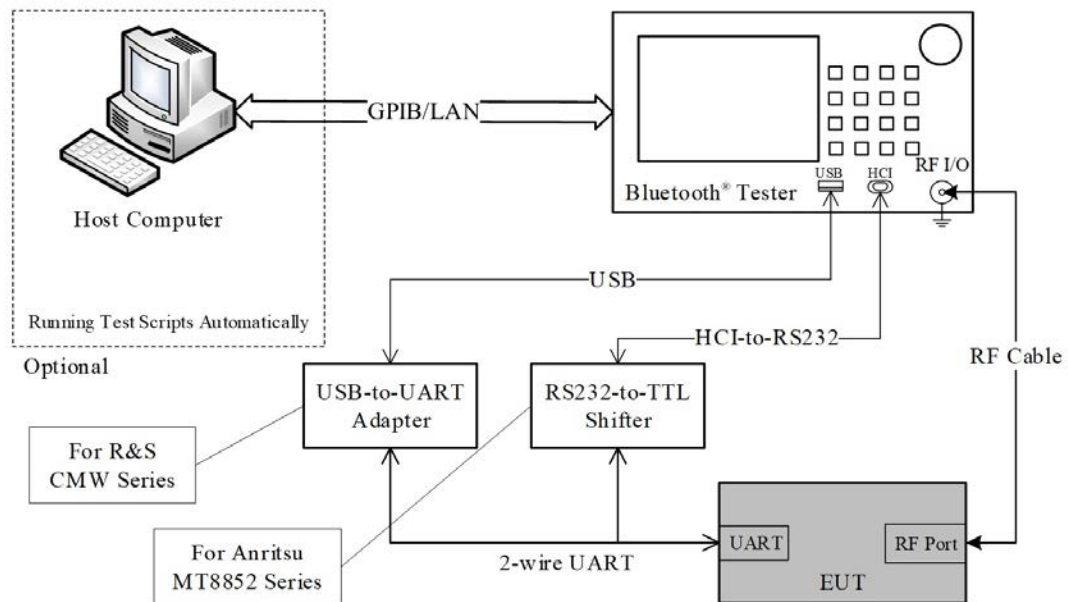 GPIB/LAN
Host Computer
Running Test Scripts Automatically
Optional
USB
HCI
RF I/O
Bluetooth® Tester
USB
HCI-to-RS232
RF Cable
USB-to-UART
Adapter
RS232-to-TTL
Shifter
For R&S
CMW Series
For Anritsu
MT8852 Series
2-wire UART
UART
RF Port
EUT